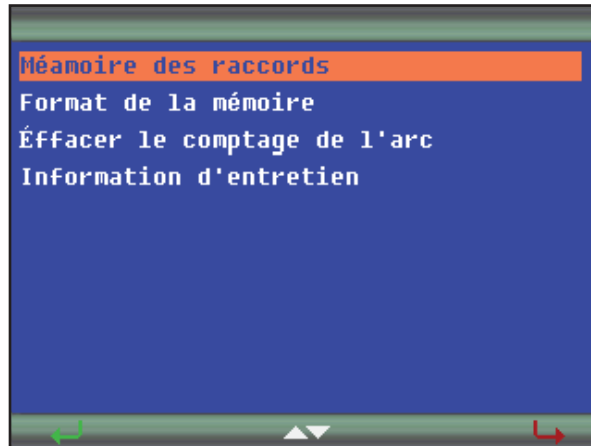 Méamoire des raccords
Format de la mémoire
Éffacer le comptage de l'arc
Information d'entretien